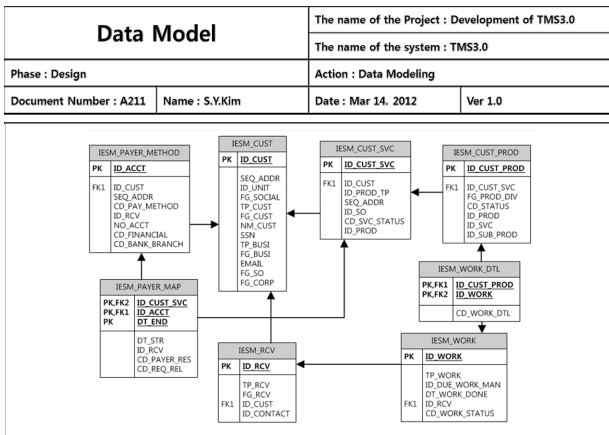 Data Model
The name of the Project : Development of TMS3.0
The name of the system : TMS3.0
Phase : Design
Action : Data Modeling
Document Number : A211
Name : S.Y.Kim
Date : Mar 14. 2012
Ver 1.0
IESM_PAYER_METHOD
PK ID_ACCT
FK1 ID_CUST
SEQ_ADDR
CD_PAY_METHOD
ID_RCV
NO_ACCT
CD_FINANCIAL
CD_BANK_BRANCH
IESM_CUST
PK ID_CUST
SEQ_ADDR
ID_UNIT
FG_SOCIAL
TP_CUST
FG_CUST
NM_CUST
SSN
TP_BUSI
FG_BUSI
EMAIL
FG_SO
FG_CORP
IESM_CUST_SVC
PK ID_CUST_SVC
FK1 ID_CUST
ID_PROD_TP
SEQ_ADDR
ID_SO
CD_SVC_STATUS
ID_PROD
IESM_CUST_PROD
PK ID_CUST_PROD
FK1 ID_CUST_SVC
FG_PROD_DIV
CD_STATUS
ID_PROD
ID_SVC
ID_SUB_PROD
IESM_PAYER_MAP
PK,FK2 ID_CUST_SVC
PK,FK1 ID_ACCT
PK DT_END
DT_STR
ID_RCV
CD_PAYER_RES
CD_REQ_REL
IESM_WORK_DTL
PK,FK1 ID_CUST_PROD
PK,FK2 ID_WORK
CD_WORK_DTL
IESM_RCV
PK ID_RCV
TP_RCV
FG_RCV
FK1 ID_CUST
ID_CONTACT
IESM_WORK
PK ID_WORK
TP_WORK
ID_DUE_WORK_MAN
DT_WORK_DONE
FK1 ID_RCV
CD_WORK_STATUS